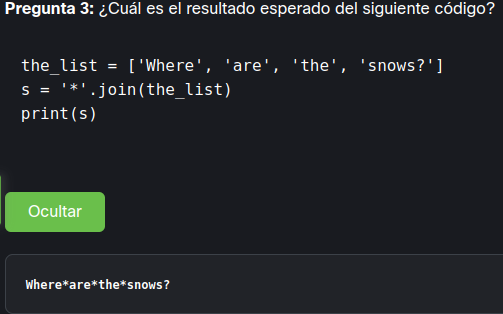 Pregunta 3: ¿Cuál es el resultado esperado del siguiente código?
the_list = ['Where', 'are', 'the', 'snows?']
s = '*'.join(the_list)
print(s)
Ocultar
Where*are*the*snows?